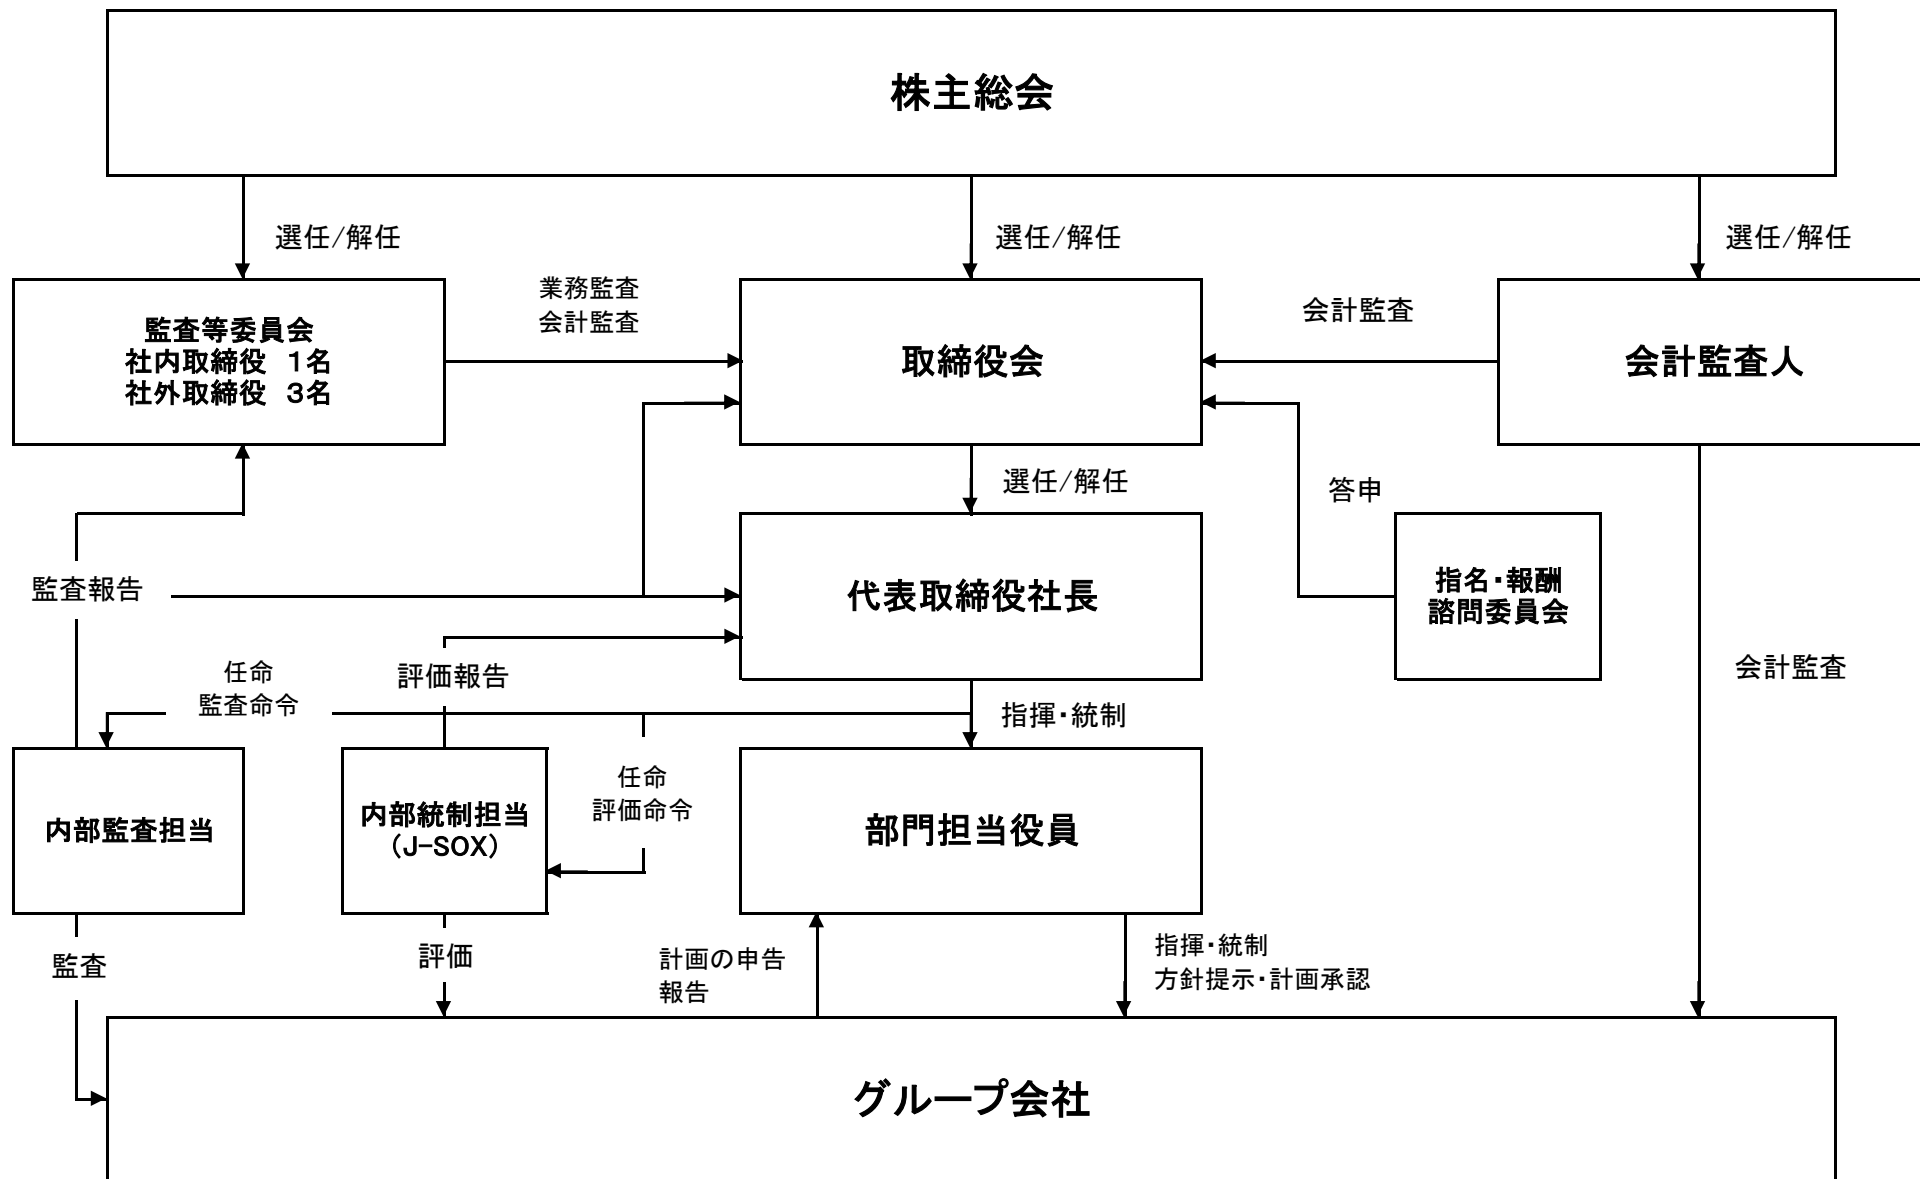 株主総会
選任/解任
選任/解任
選任/解任
監査等委員会
社内取締役　1名
社外取締役　3名
業務監査
会計監査
取締役会
会計監査
会計監査人
選任/解任
答申
監査報告
代表取締役社長
指名・報酬
諮問委員会
任命
監査命令
評価報告
会計監査
指揮・統制
内部監査担当
内部統制担当
（J-SOX）
任命
評価命令
部門担当役員
監査
評価
計画の申告
報告
指揮・統制
方針提示・計画承認
グループ会社